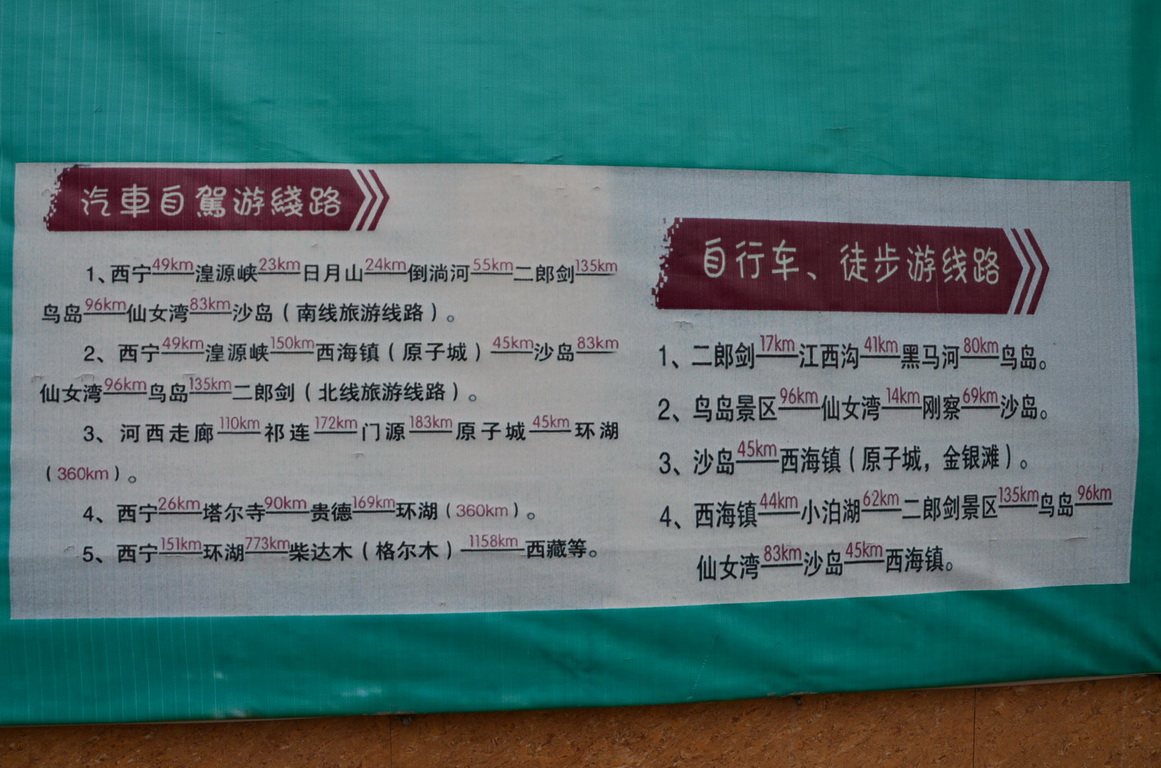 汽車自駕游綫路
1、西宁49km湟源峡23km日月山24km倒淌河55km二郎剑135km
鸟岛96km仙女湾83km沙岛（南线旅游线路）。
2、西宁49km湟源峡150km西海镇（原子城）45km沙岛83km
仙女湾96km鸟岛135km二郎剑（北线旅游线路）。
3、河西走廊110km祁连172km门源183km原子城45km环湖
（360km）。
4、西宁26km塔尔寺90km贵德169km环湖（360km）。
5、西宁151km环湖773km柴达木（格尔木）1158km西藏等。
自行车、徒步游线路
1、二郎剑17km江西沟41km黑马河80km鸟岛。
2、鸟岛景区96km仙女湾14km刚察69km沙岛。
3、沙岛45km西海镇（原子城，金银滩）。
4、西海镇44km小泊湖62km二郎剑景区135km鸟岛96km
仙女湾83km沙岛45km西海镇。